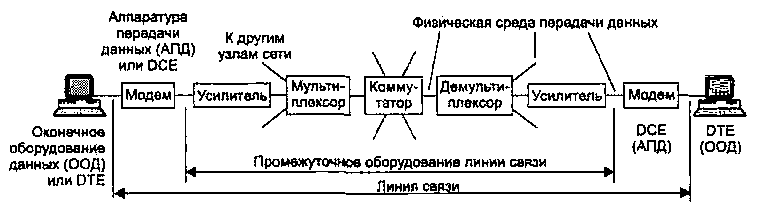 Аппаратура
передачи
данных (АПД)
или DCE
К другим
узлам сети
Физическая среда передачи данных
Модем
Усилитель
Мульти-
плексор
Комму-
татор
Демульти-
плексор
Усилитель
Модем
Оконечное
оборудование
данных (ООД)
или DTE
DCE
(АПД)
DTE
(ООД)
Промежуточное оборудование линии связи
Линия связи